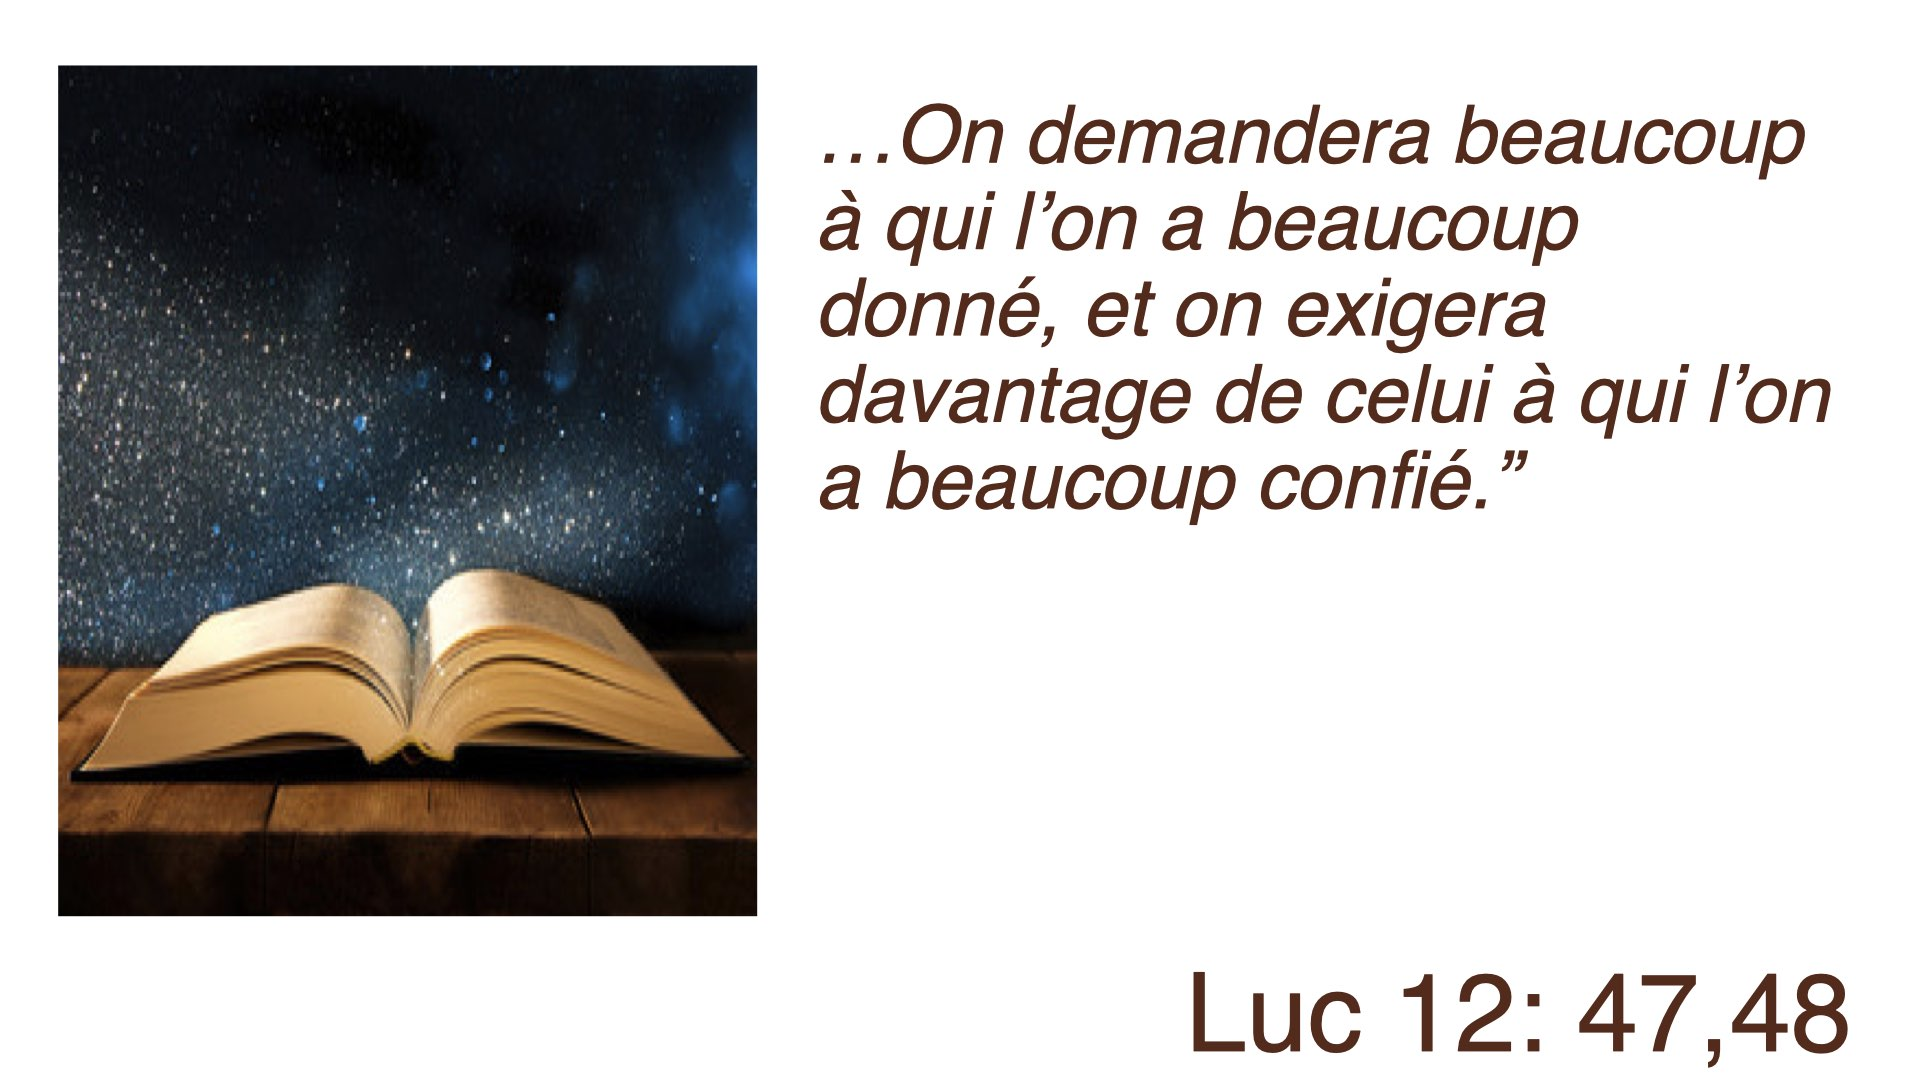 …On demandera beaucoup
à qui l’on a beaucoup
donné, et on exigera
davantage de celui à qui l’on
a beaucoup confié.”
Luc 12: 47,48